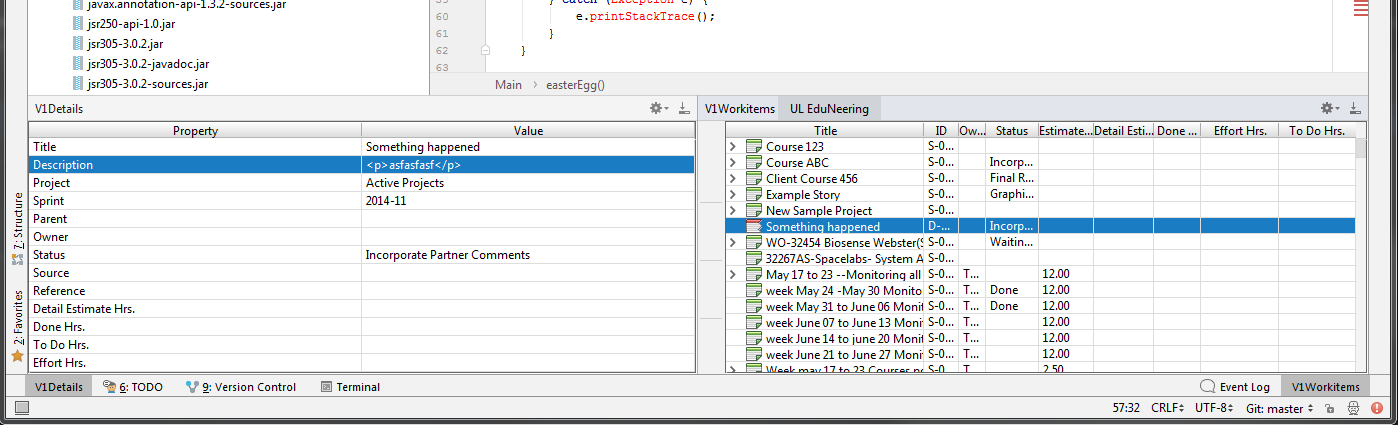 javax.annotation-api-1.3.2-sources.jar
jsr250-api-1.0.jar
jsr305-3.0.2.jar
jsr305-3.0.2-javadoc.jar
jsr305-3.0.2-sources.jar
} catch (Exception e) {
60 e.printStackTrace();
61 }
62 }
63
Main > easterEgg()
V1Details
Property Value
Title Something happened
Description <p>asfasfasf</p>
Project Active Projects
Sprint 2014-11
Parent
Owner
Status Incorporate Partner Comments
Source
Reference
Detail Estimate Hrs.
Done Hrs.
To Do Hrs.
Effort Hrs.
V1Workitems UL EduNeering
Title ID Ow... Status Estimate... Detail Esti... Done ... Effort Hrs. To Do Hrs.
Course 123 S-0...
Course ABC S-0... Incorp...
Client Course 456 S-0... Final R...
Example Story S-0... Graphi...
New Sample Project S-0...
Something happened D-... Incorp...
WO-32454 Biosense Webster(S S-0... Waitin...
32267AS-Spacelabs- System A S-0...
May 17 to 23 --Monitoring all S-0... T... 12.00
week May 24 -May 30 Monito S-0... T... Done 12.00
week May 31 to June 06 Monit S-0... T... Done 12.00
week June 07 to June 13 Monit S-0... T... 12.00
week June 14 to june 20 Monit S-0... T... 12.00
week June 21 to June 27 Monit S-0... T... 12.00
Week may 17 to 23 Courses S-0... T... 2.50
7: Structure
2: Favorites
V1Details 6: TODO 9: Version Control Terminal Event Log V1Workitems
57:32 CRLF UTF-8 Git: master